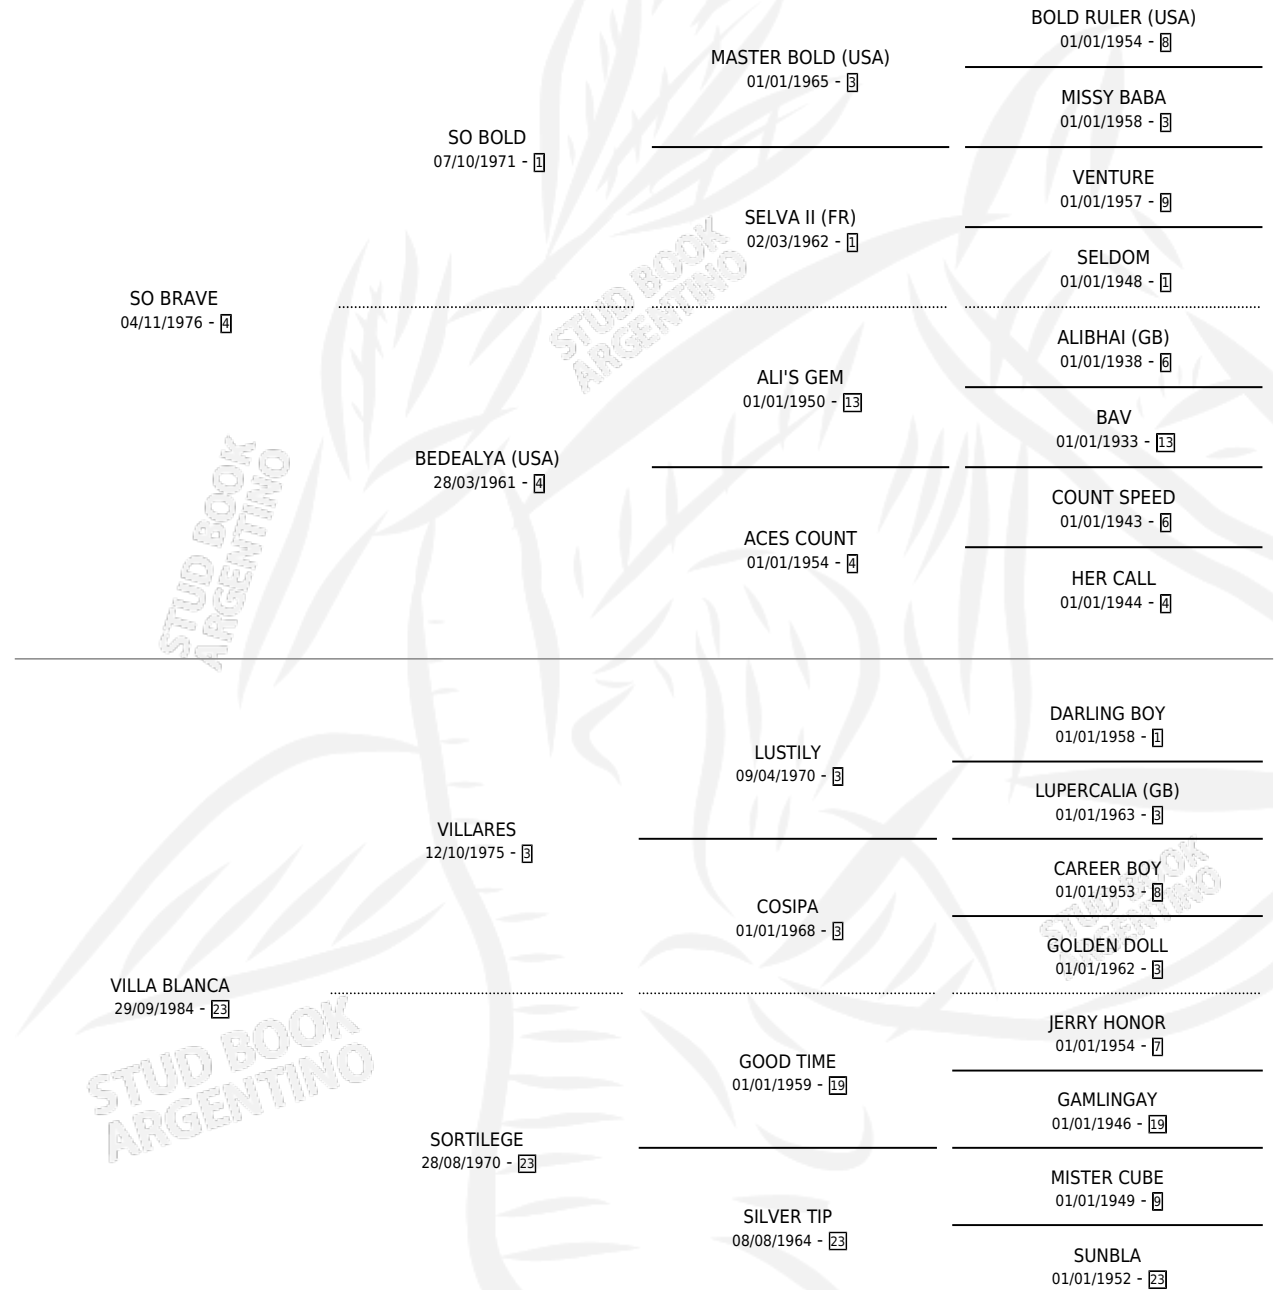 BOLD RULER (USA)
01/01/1954 - 8
MASTER BOLD (USA)
01/01/1965 - 3
MISSY BABA
01/01/1958 - 3
SO BOLD
07/10/1971 - 1
VENTURE
01/01/1957 - 9
SELVA II (FR)
02/03/1962 - 1
SELDOM
01/01/1948 - 1
SO BRAVE
04/11/1976 - 4
ALIBHAI (GB)
01/01/1938 - 6
ALI'S GEM
01/01/1950 - 13
BAV
01/01/1933 - 13
BEDEALYA (USA)
28/03/1961 - 4
COUNT SPEED
01/01/1943 - 6
ACES COUNT
01/01/1954 - 4
HER CALL
01/01/1944 - 4
STUD BOOK
ARGENTINO
STUD BOOK
ARGENTINO
DARLING BOY
01/01/1958 - 1
LUSTILY
09/04/1970 - 3
LUPERCALIA (GB)
01/01/1963 - 3
VILLARES
12/10/1975 - 3
CAREER BOY
01/01/1953 - 8
COSIPA
01/01/1968 - 3
GOLDEN DOLL
01/01/1962 - 3
VILLA BLANCA
29/09/1984 - 23
JERRY HONOR
01/01/1954 - 7
GOOD TIME
01/01/1959 - 19
GAMLINGAY
01/01/1946 - 19
SORTILEGE
28/08/1970 - 23
MISTER CUBE
01/01/1949 - 9
SILVER TIP
08/08/1964 - 23
SUNBLA
01/01/1952 - 23
STUD BOOK
ARGENTINO
STUD BOOK
ARGENTINO